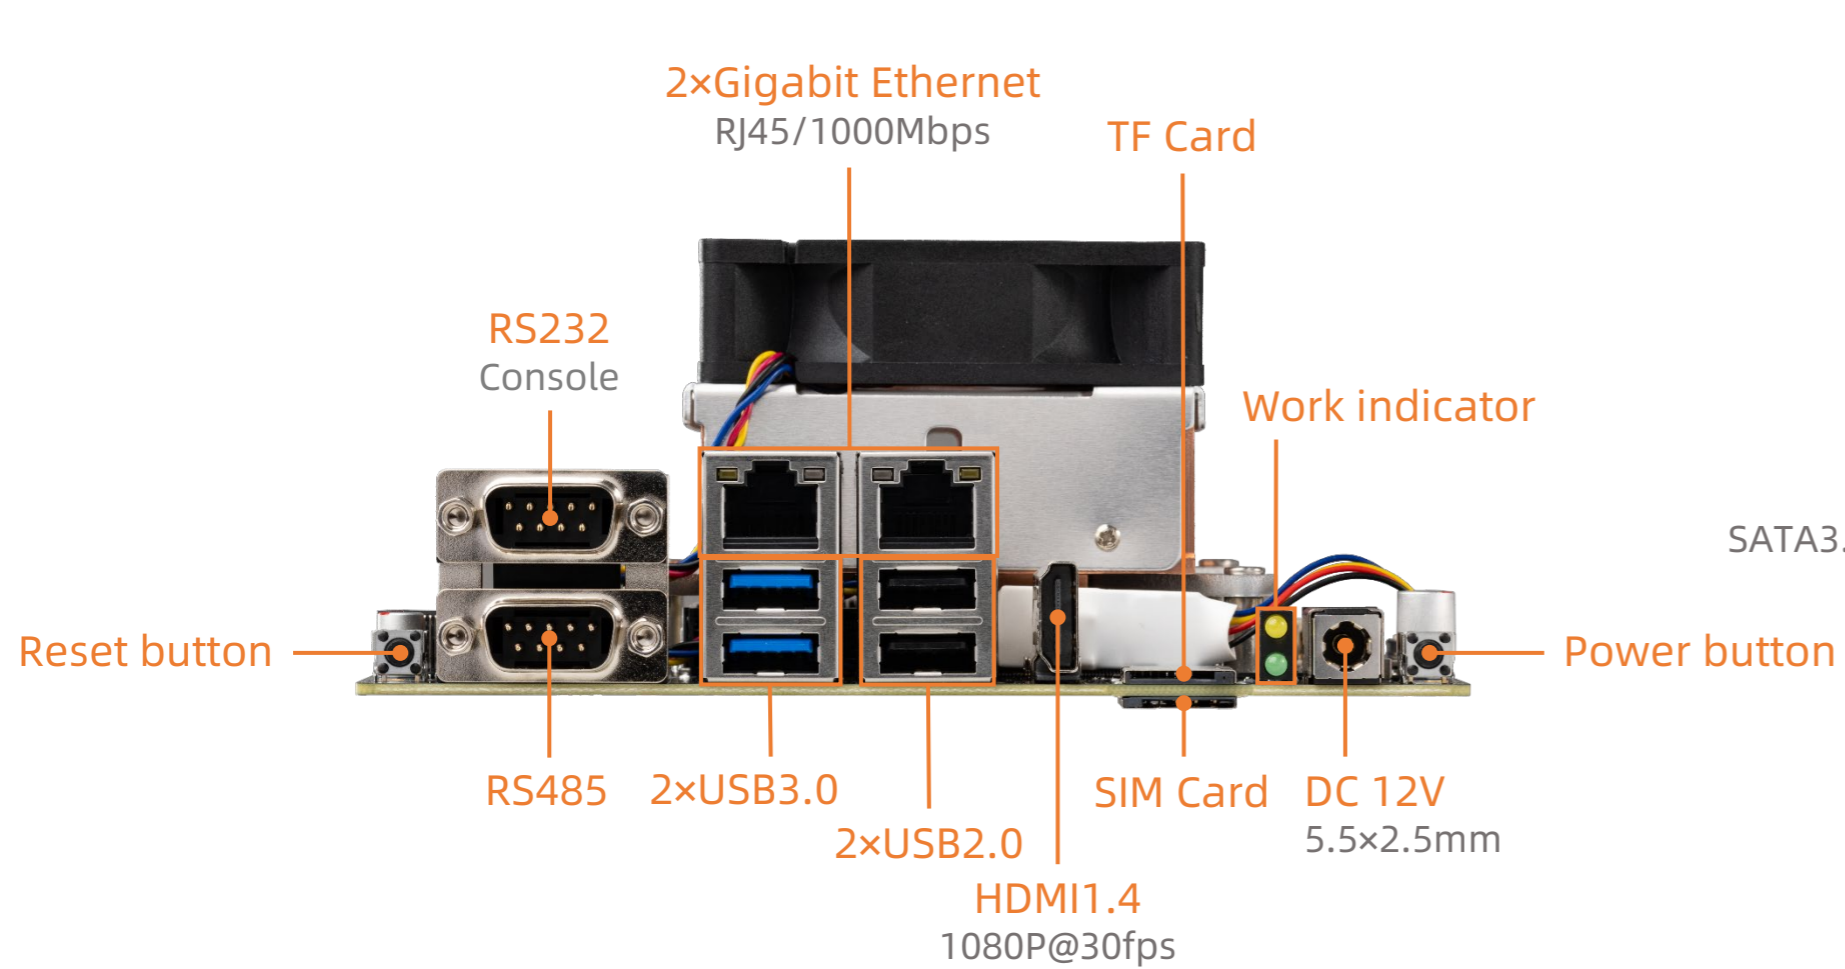 2×Gigabit Ethernet
RJ45/1000Mbps
TF Card
RS232
Console
Work indicator
SATA3.
Reset button
Power button
RS485
2×USB3.0
SIM Card
DC 12V
5.5×2.5mm
2×USB2.0
HDMI1.4
1080P@30fps